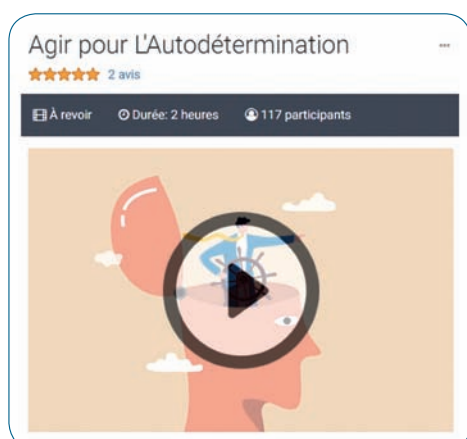 Agir pour L'Autodétermination
2 avis
À revoir Durée: 2 heures 117 participants